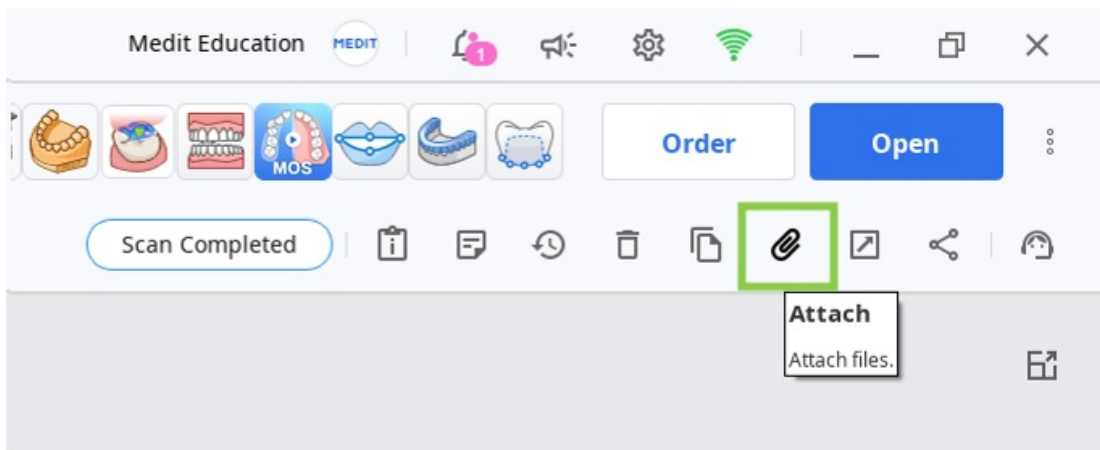 Medit Education MEDIT 1
MOS Order Open
Scan Completed
Attach
Attach files.